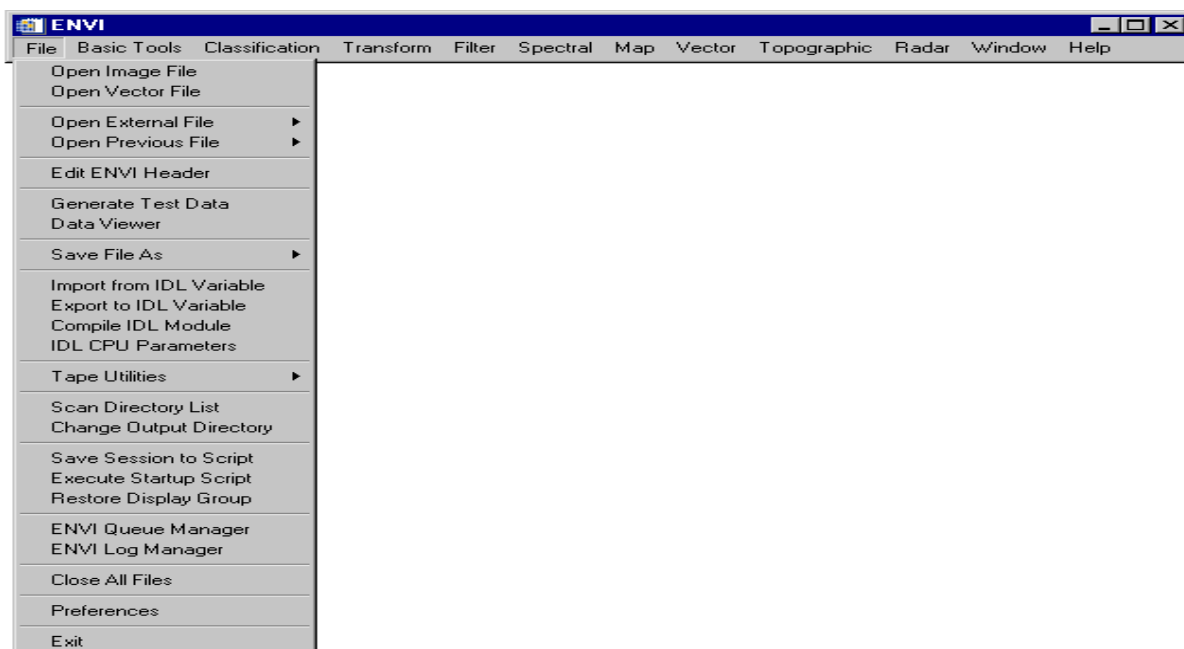 ENVI
File Basic Tools Classification Transform Filter Spectral Map Vector Topographic Radar Window Help
Open Image File
Open Vector File
Open External File
Open Previous File
Edit ENVI Header
Generate Test Data
Data Viewer
Save File As
Import from IDL Variable
Export to IDL Variable
Compile IDL Module
IDL CPU Parameters
Tape Utilities
Scan Directory List
Change Output Directory
Save Session to Script
Execute Startup Script
Restore Display Group
ENVI Queue Manager
ENVI Log Manager
Close All Files
Preferences
Exit